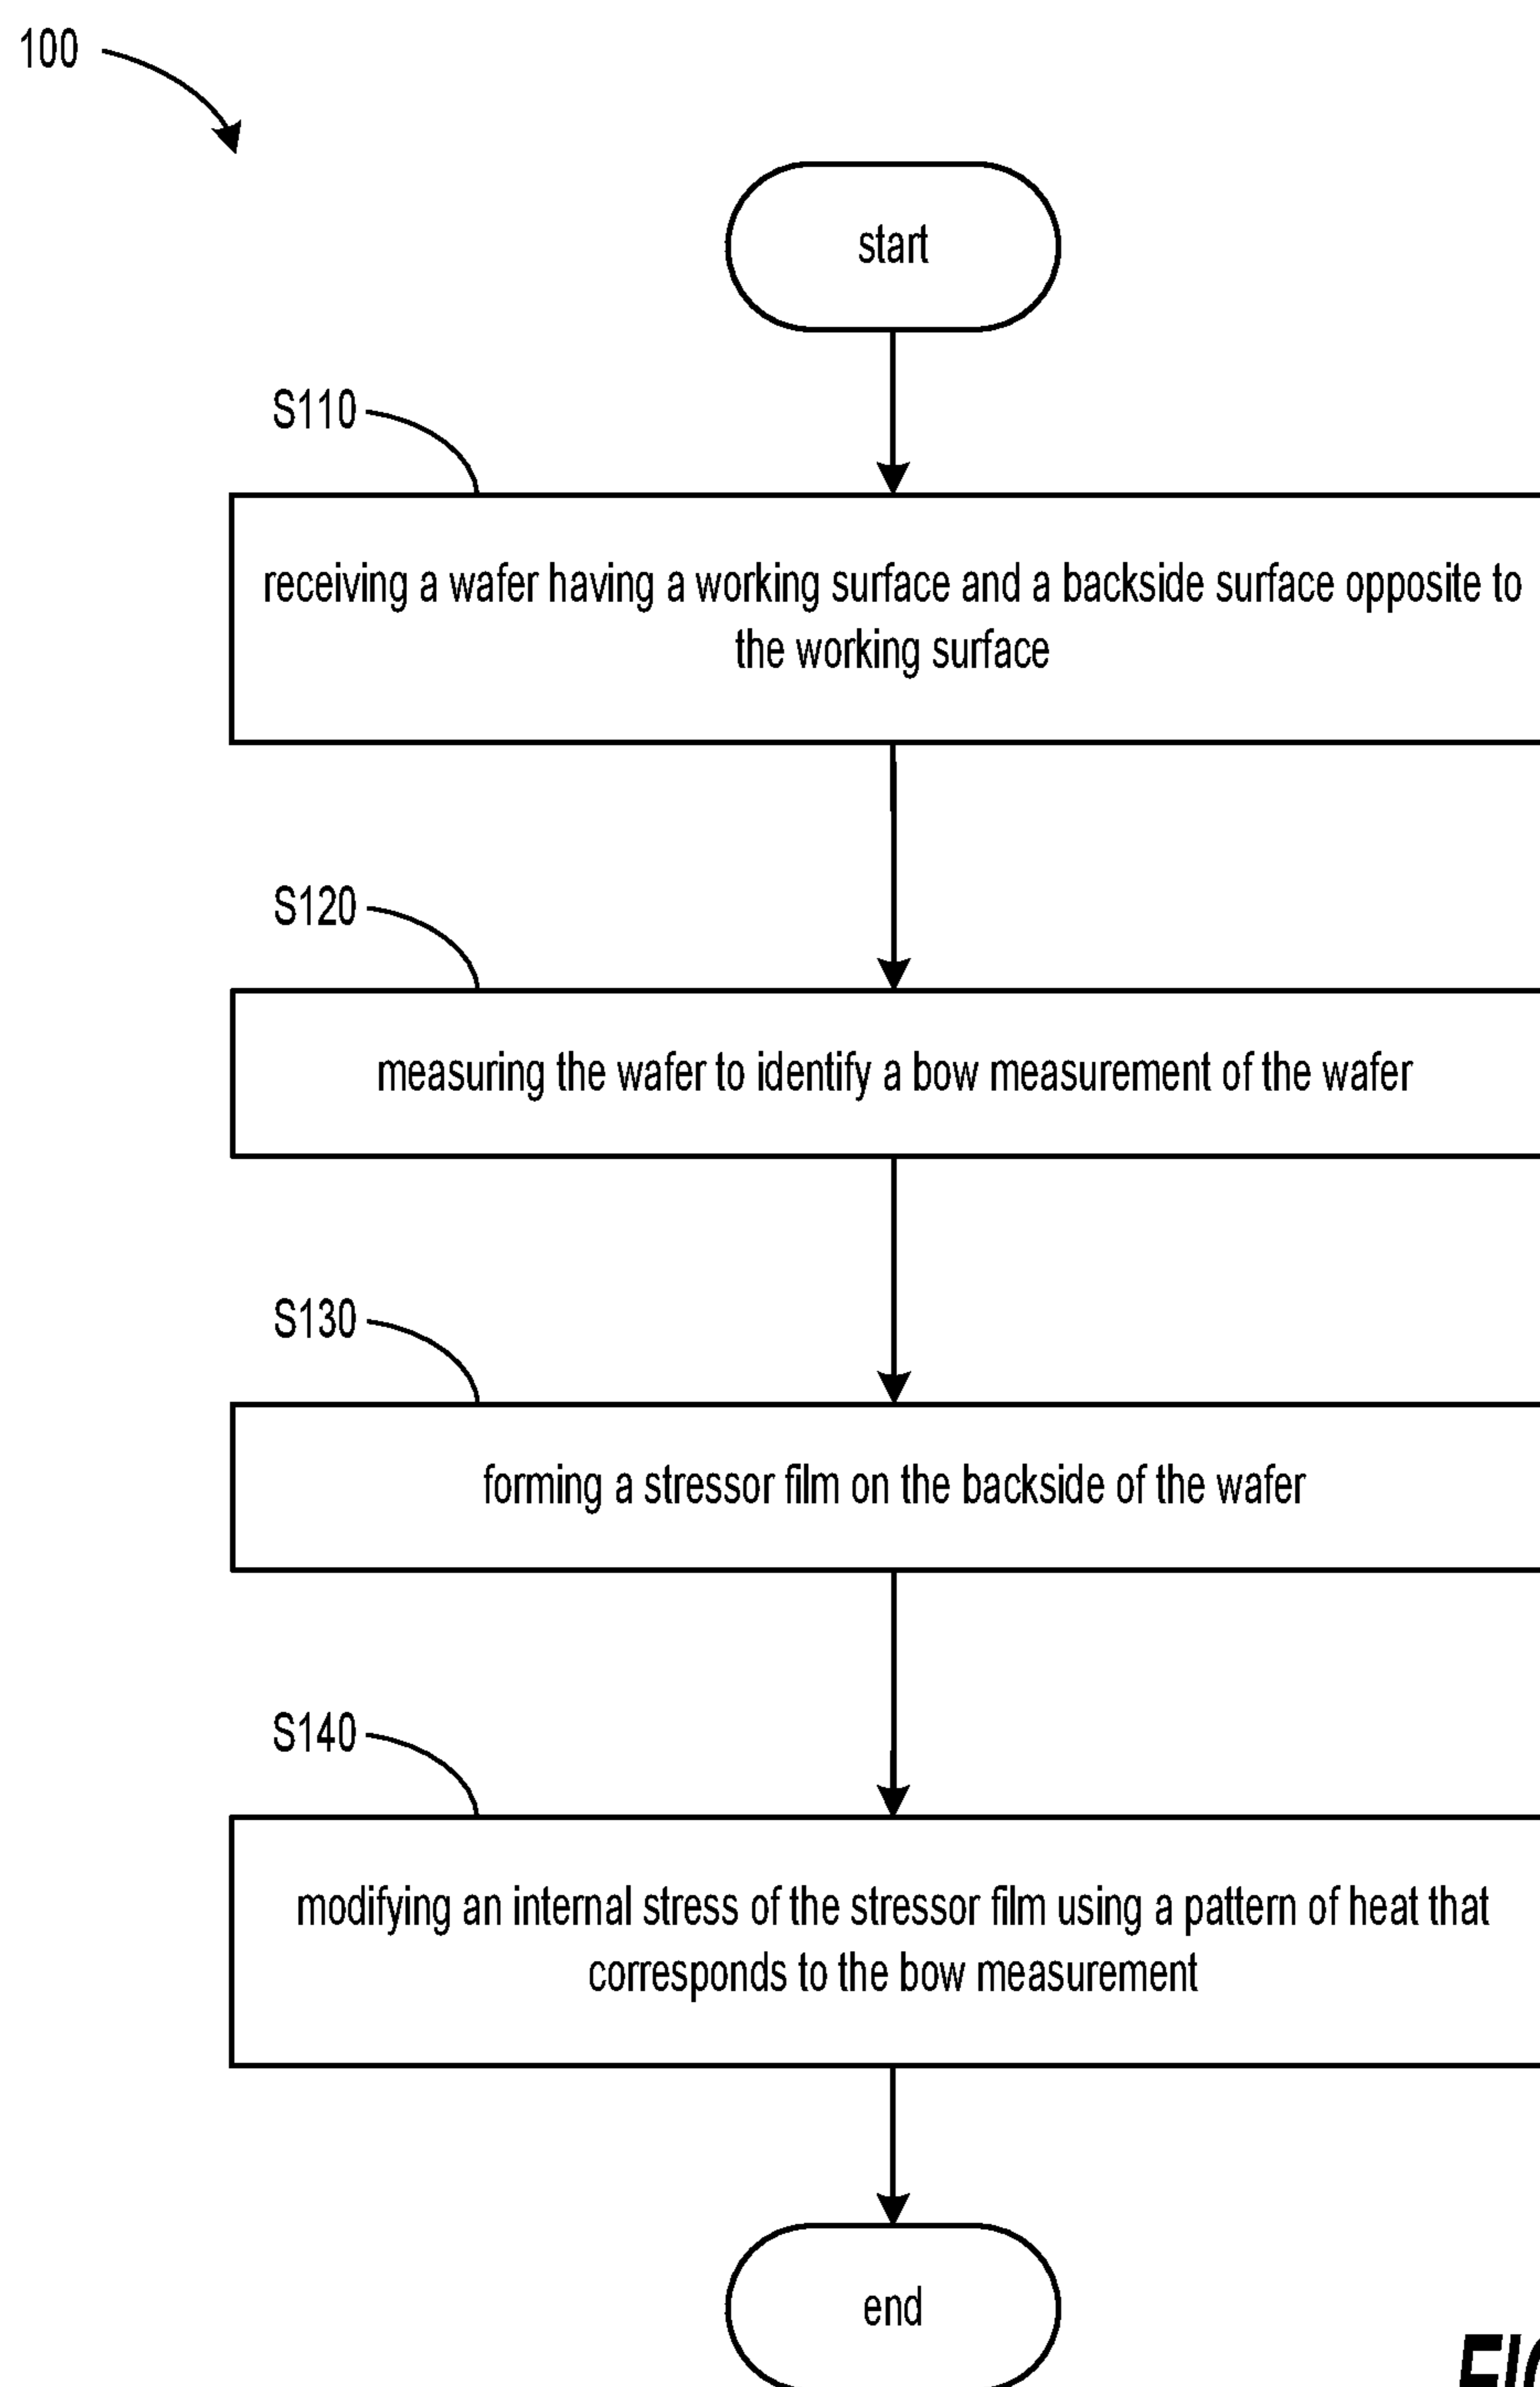 100
start
S110
receiving a wafer having a working surface and a backside surface opposite to
the working surface
S120
measuring the wafer to identify a bow measurement of the wafer
S130
forming a stressor film on the backside of the wafer
S140
modifying an internal stress of the stressor film using a pattern of heat that
corresponds to the bow measurement
end